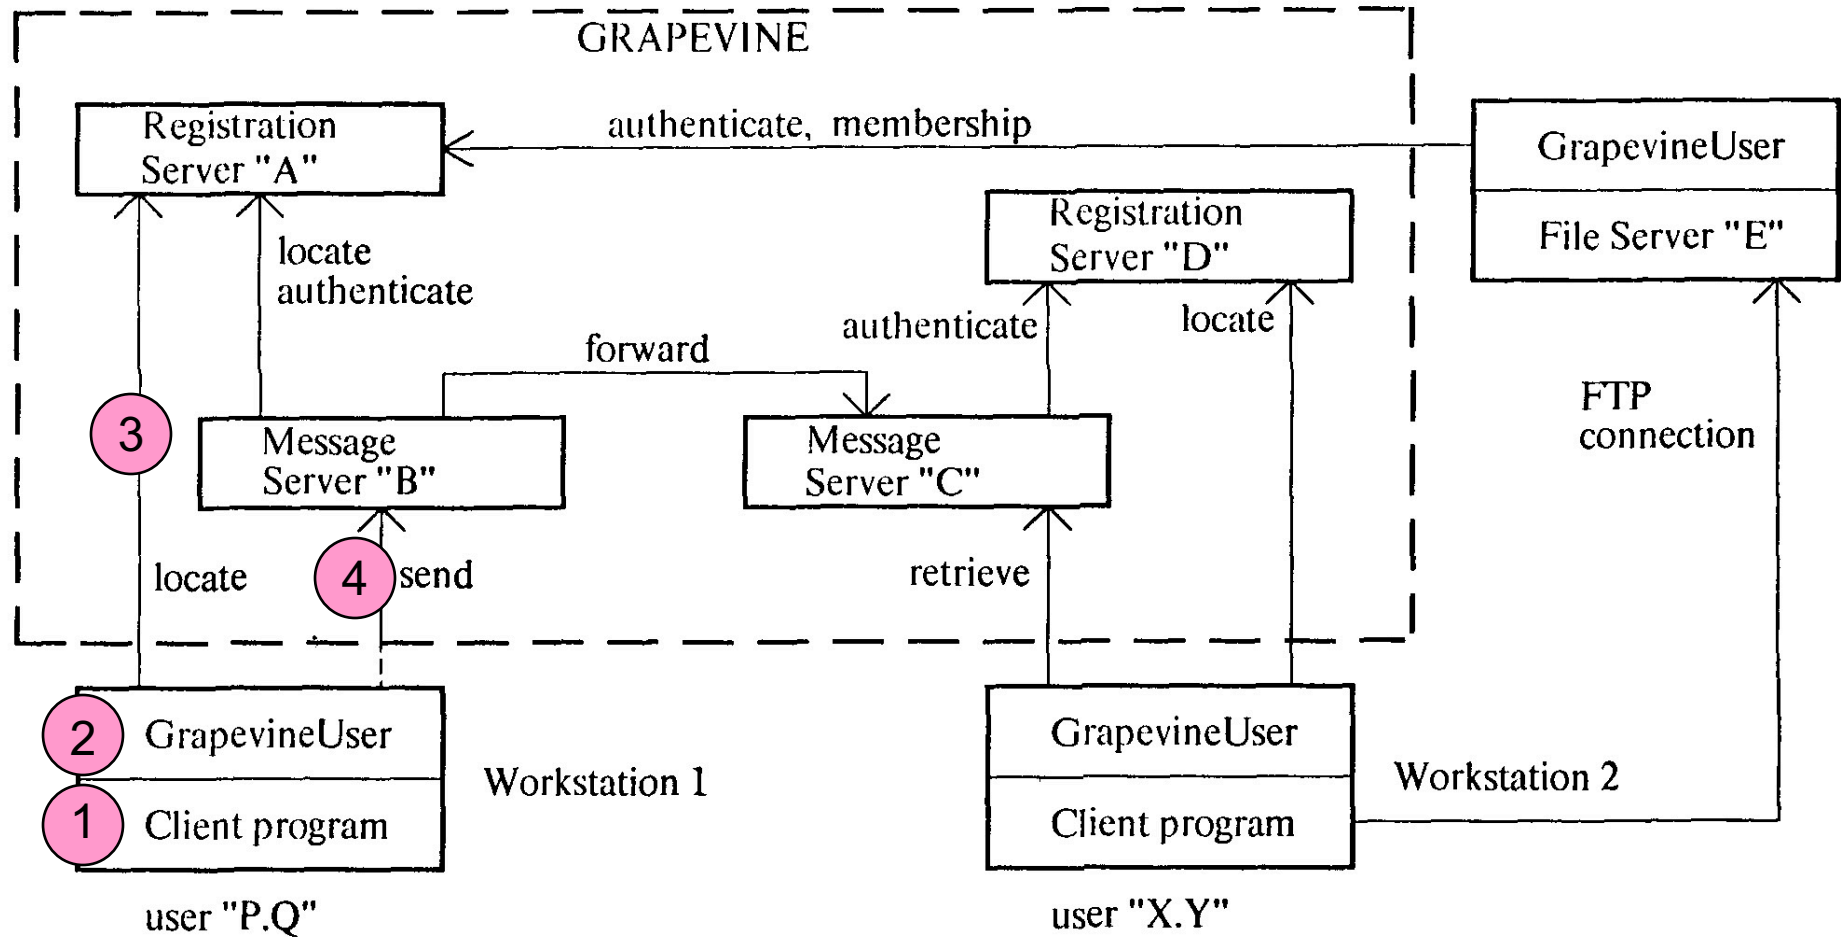 GRAPEVINE
Registration
Server "A"
authenticate, membership
GrapevineUser
File Server "E"
Registration
Server "D"
locate
authenticate
forward
authenticate
locate
FTP
connection
3
Message
Server "B"
Message
Server "C"
locate
4
send
retrieve
2
GrapevineUser
1
Client program
Workstation 1
GrapevineUser
Client program
Workstation 2
user "P.Q"
user "X.Y"